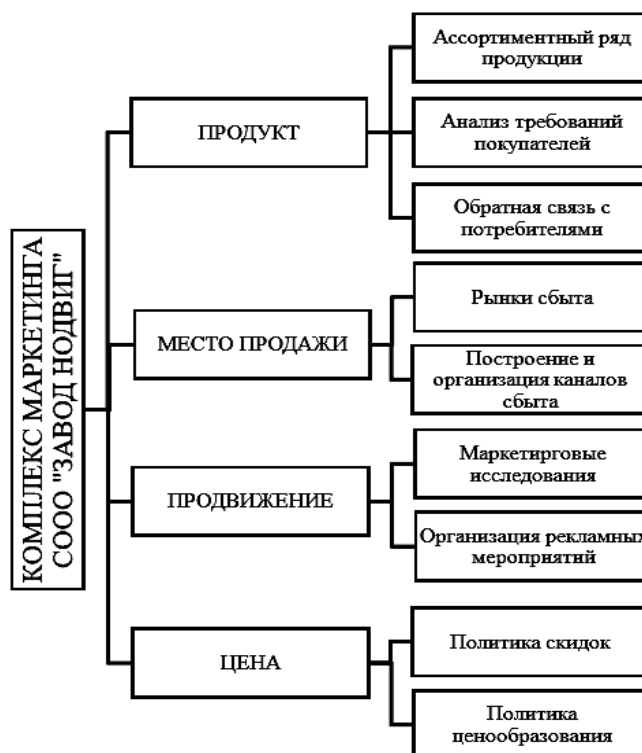 КОМПЛЕКС МАРКЕТИНГА
СООО "ЗАВОД НОДВИГ"
ПРОДУКТ
Ассортиментный ряд
продукции
Анализ требований
покупателей
Обратная связь с
потребителями
МЕСТО ПРОДАЖИ
Рынки сбыта
Построение и
организация каналов
сбыта
ПРОДВИЖЕНИЕ
Маркетирговые
исследования
Организация рекламных
мероприятий
ЦЕНА
Политика скидок
Политика
ценообразования